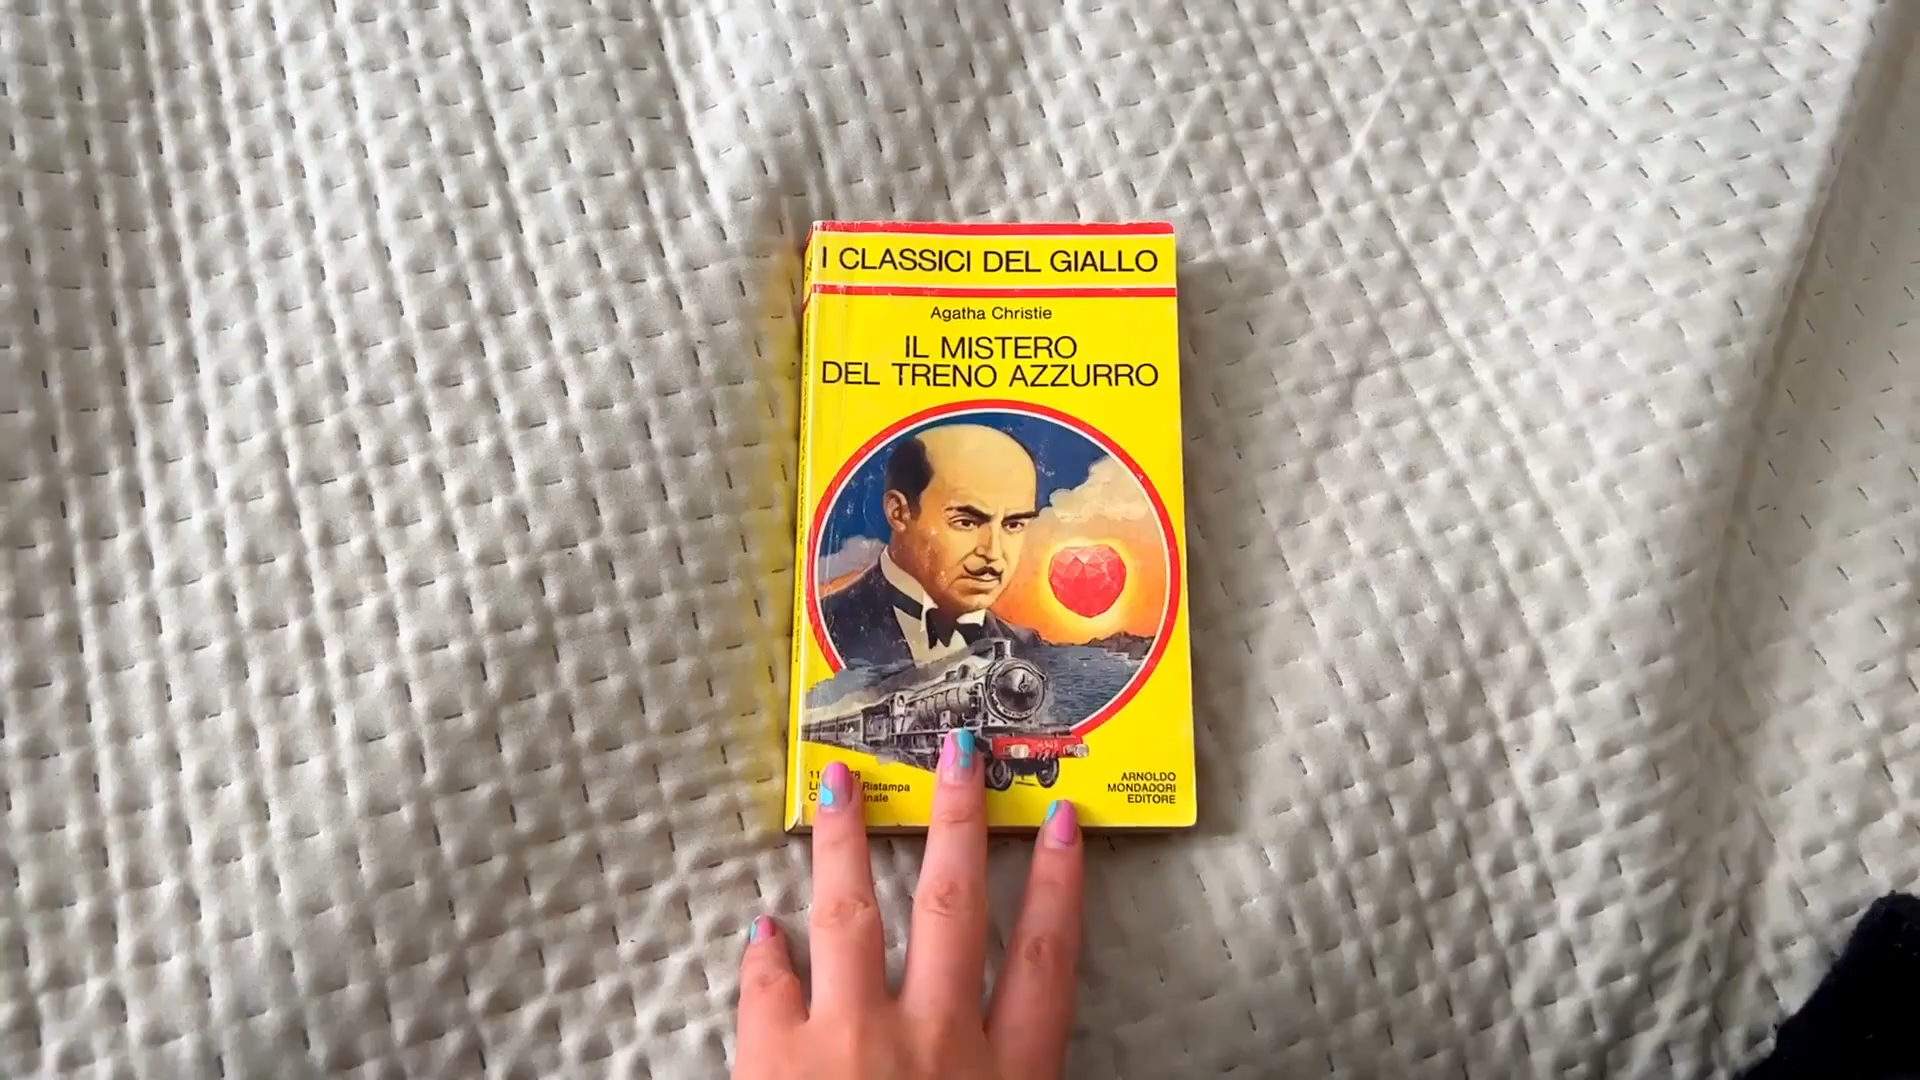 I CLASSICI DEL GIALLO
Agatha Christie
IL MISTERO
DEL TRENO AZZURRO
Ristampa
ARNOLDO
MONDADORI
EDITORE